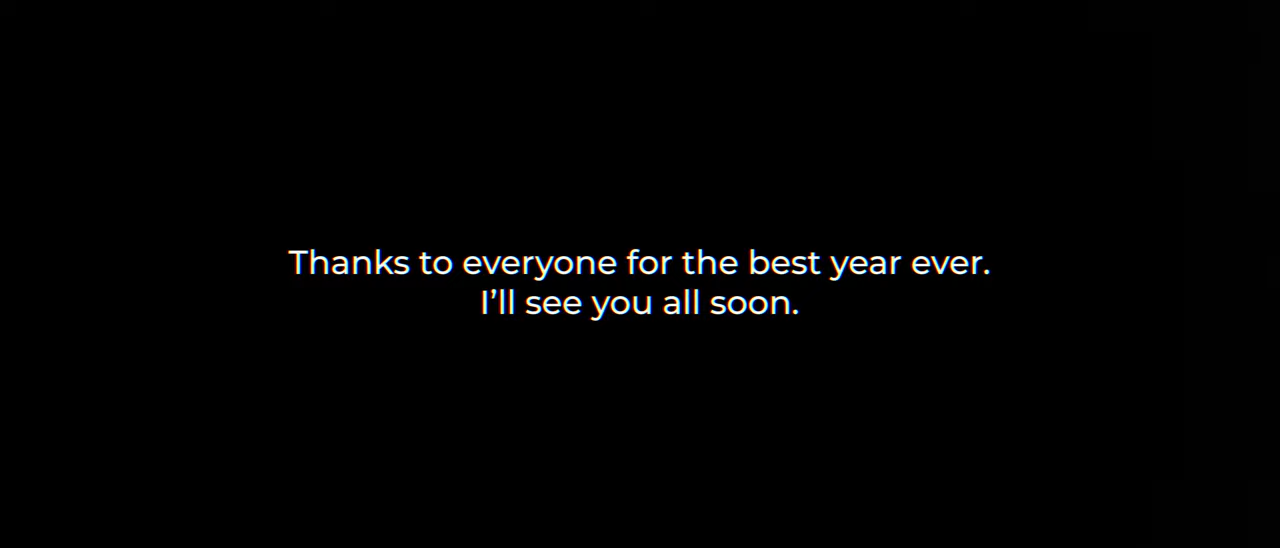 Thanks to everyone for the best year ever.
I’ll see you all soon.